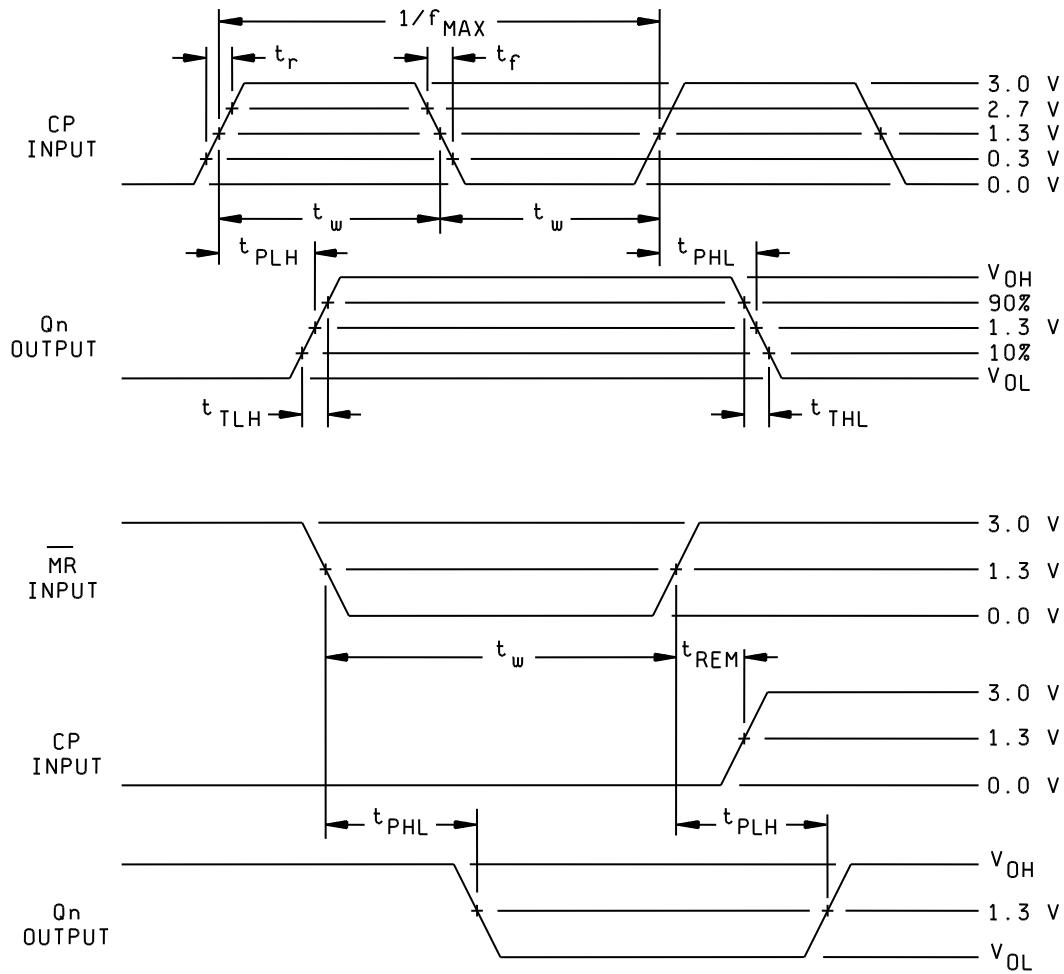 1/fMAX
tr
tf
3.0 V
2.7 V
CP
INPUT
1.3 V
0.3 V
0.0 V
tw
tw
tPLH
tPHL
VOH
90%
Qn
OUTPUT
1.3 V
10%
VOL
tTLH
tTHL
3.0 V
MR
INPUT
1.3 V
0.0 V
tw
tREM
3.0 V
CP
INPUT
1.3 V
0.0 V
tPHL
tPLH
VOH
Qn
OUTPUT
1.3 V
VOL